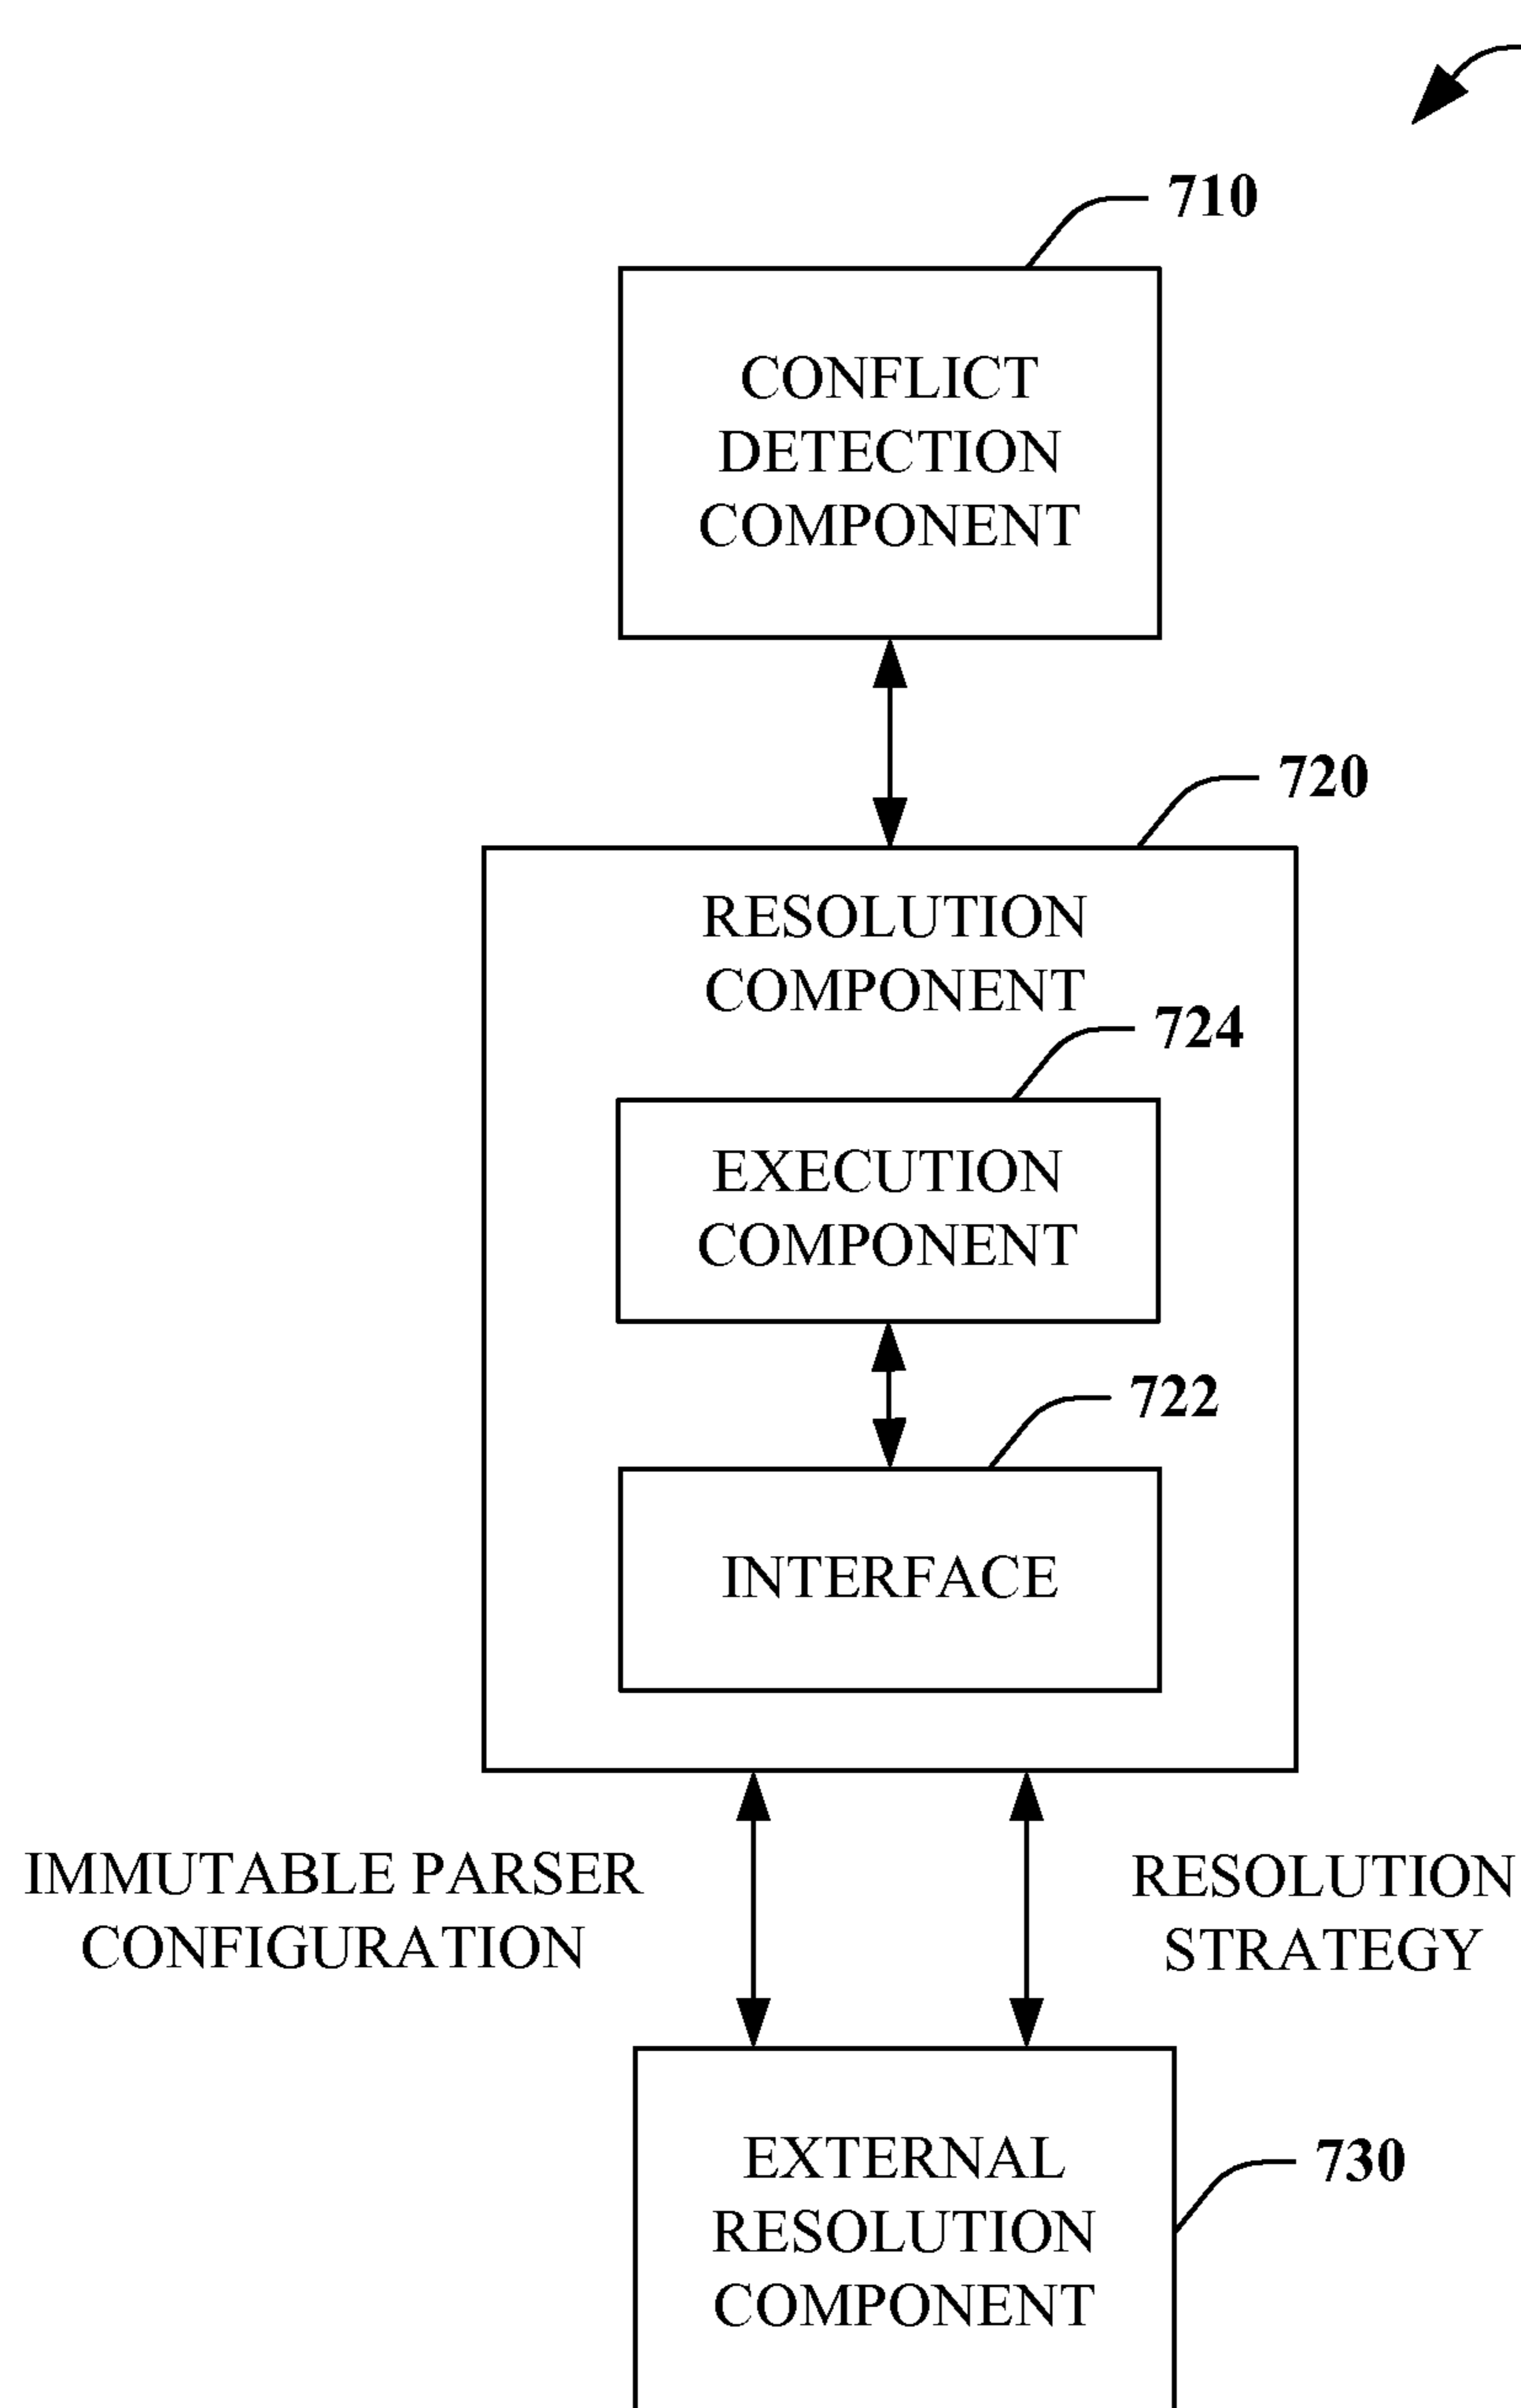 710
CONFLICT
DETECTION
COMPONENT
720
RESOLUTION
COMPONENT
724
EXECUTION
COMPONENT
722
INTERFACE
IMMUTABLE PARSER
CONFIGURATION
RESOLUTION
STRATEGY
EXTERNAL
RESOLUTION
COMPONENT
730